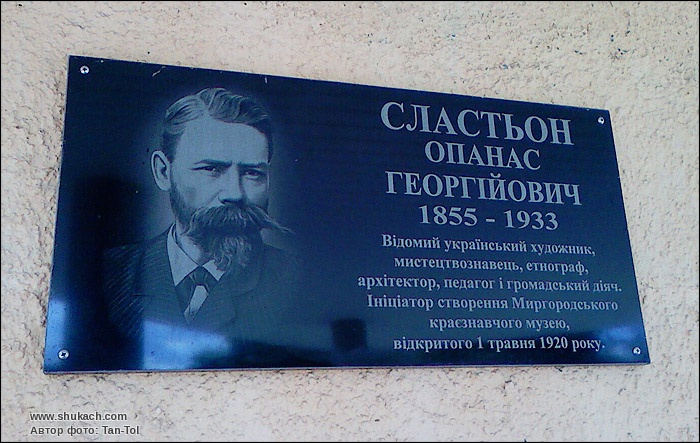 СЛАСТЬОН
ОПАНАС
ГЕОРГІЙОВИЧ
1855 - 1933
Відомий український художник,
мистецтвознавець, етнограф,
архітектор, педагог і громадський діяч.
Ініціатор створення Миргородського
краєзнавчого музею,
відкритого 1 травня 1920 року.
www.shukach.com
Автор фото: Tan-Tol